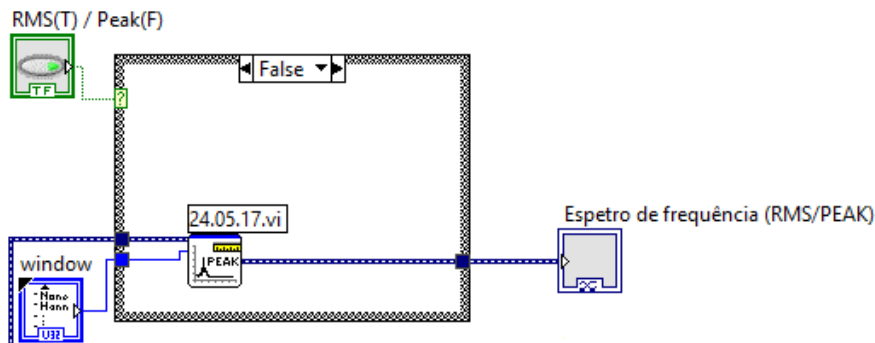 RMS(T) / Peak(F)
TF
False
?
24.05.17.vi
PEAK
Espetro de frequência (RMS/PEAK)
window
None
Hann
U32